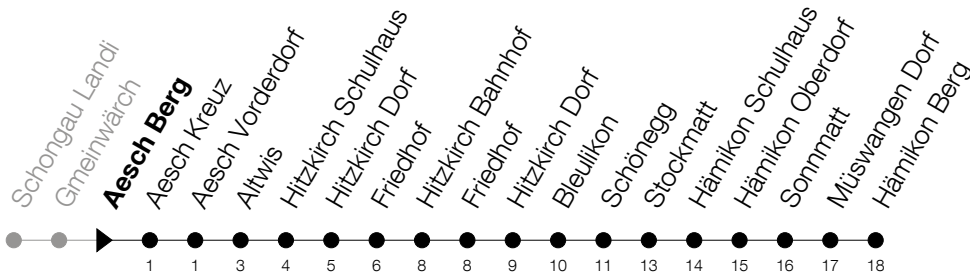 Schongau Landi
Gmeinwärch
Aesch Berg
Aesch Kreuz
Aesch Vorderdorf
Altwis
Hitzkirch Schulhaus
Hitzkirch Dorf
Friedhof
Hitzkirch Bahnhof
Friedhof
Hitzkirch Dorf
Bleulikon
Schönegg
Stockmatt
Hämikon Schulhaus
Hämikon Oberdorf
Sonnmatt
Müswangen Dorf
Hämikon Berg
1 1 3 4 5 6 8 8 9 10 11 13 14 15 16 17 18